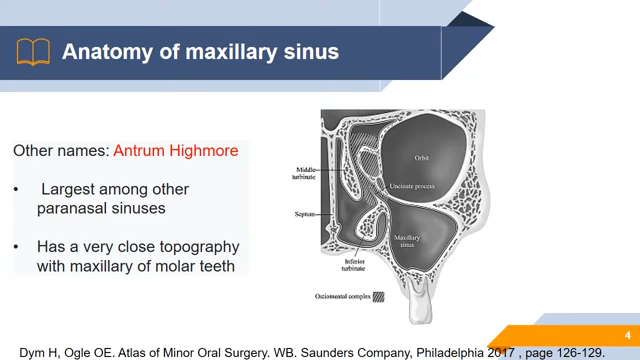 Anatomy of maxillary sinus
Other names: Antrum Highmore
• Largest among other
paranasal sinuses
• Has a very close topography
with maxillary of molar teeth
Orbit
Middle
turbinate
Uncinate process
Septum
Maxillary
sinus
Inferior
turbinate
Ostiomeatal complex
4
Dym H, Ogle OE. Atlas of Minor Oral Surgery. WB. Saunders Company, Philadelphia 2017 , page 126-129.